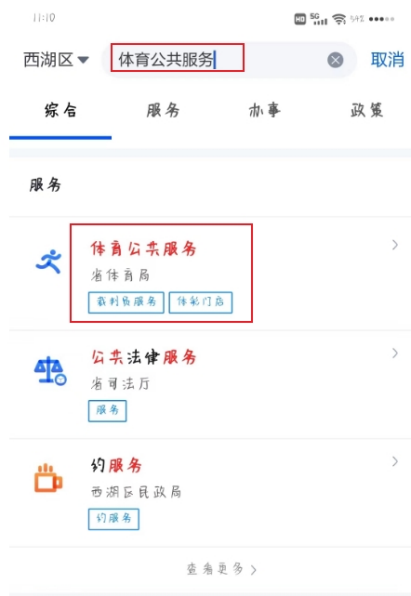 11:10
HD 5G 54%
西湖区 体育公共服务 取消
综合 服务 办事 政策
服务
体育公共服务
省体育局
裁判员服务 体彩门店
公共法律服务
省司法厅
服务
约服务
西湖区民政局
约服务
查看更多